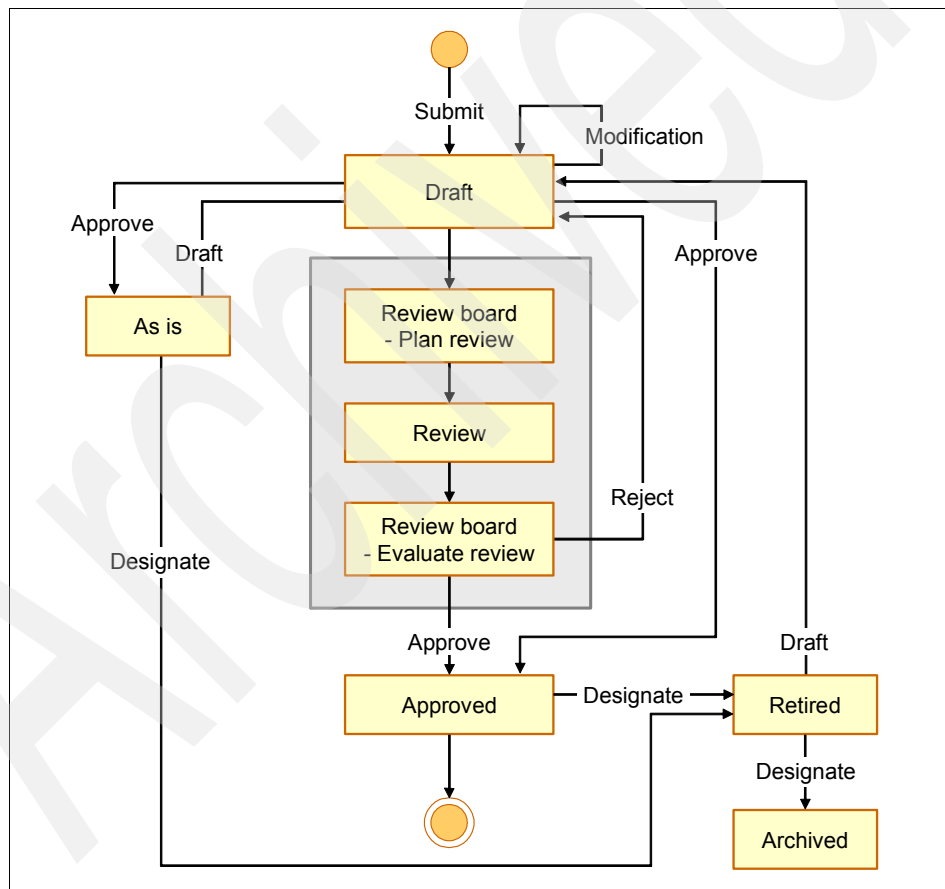 Submit
Modification
Draft
Approve
Draft
Approve
As is
Review board
- Plan review
Review
Review board
- Evaluate review
Reject
Designate
Approve
Draft
Approved
Designate
Retired
Designate
Archived
Archived